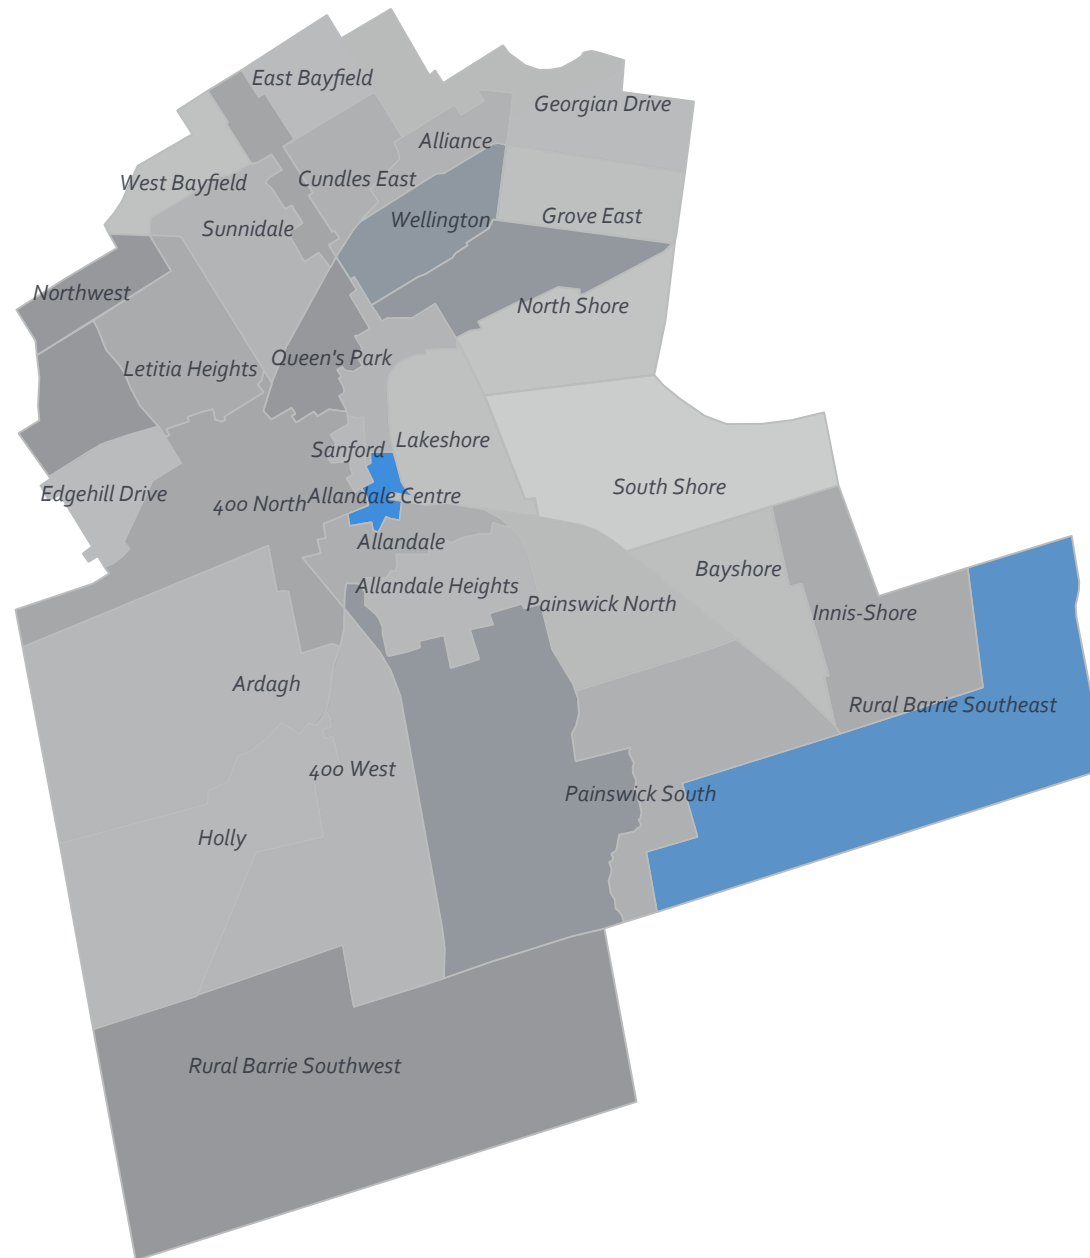 East Bayfield
Georgian Drive
Alliance
West Bayfield
Cundles East
Sunnidale
Wellington
Grove East
Northwest
North Shore
Letitia Heights
Queen's Park
Sanford
Lakeshore
Edgehill Drive
400 North
Allandale Centre
South Shore
Allandale
Allandale Heights
Bayshore
Painswick North
Innis-Shore
Ardagh
Rural Barrie Southeast
400 West
Painswick South
Holly
Rural Barrie Southwest